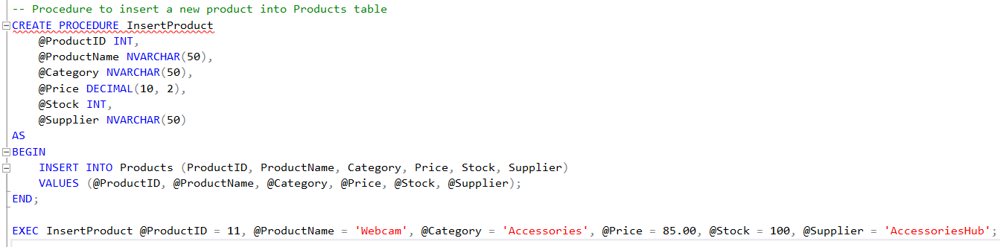 -- Procedure to insert a new product into Products table
CREATE PROCEDURE InsertProduct
    @ProductID INT,
    @ProductName NVARCHAR(50),
    @Category NVARCHAR(50),
    @Price DECIMAL(10, 2),
    @Stock INT,
    @Supplier NVARCHAR(50)
AS
BEGIN
    INSERT INTO Products (ProductID, ProductName, Category, Price, Stock, Supplier)
    VALUES (@ProductID, @ProductName, @Category, @Price, @Stock, @Supplier);
END;
EXEC InsertProduct @ProductID = 11, @ProductName = 'Webcam', @Category = 'Accessories', @Price = 85.00, @Stock = 100, @Supplier = 'AccessoriesHub';